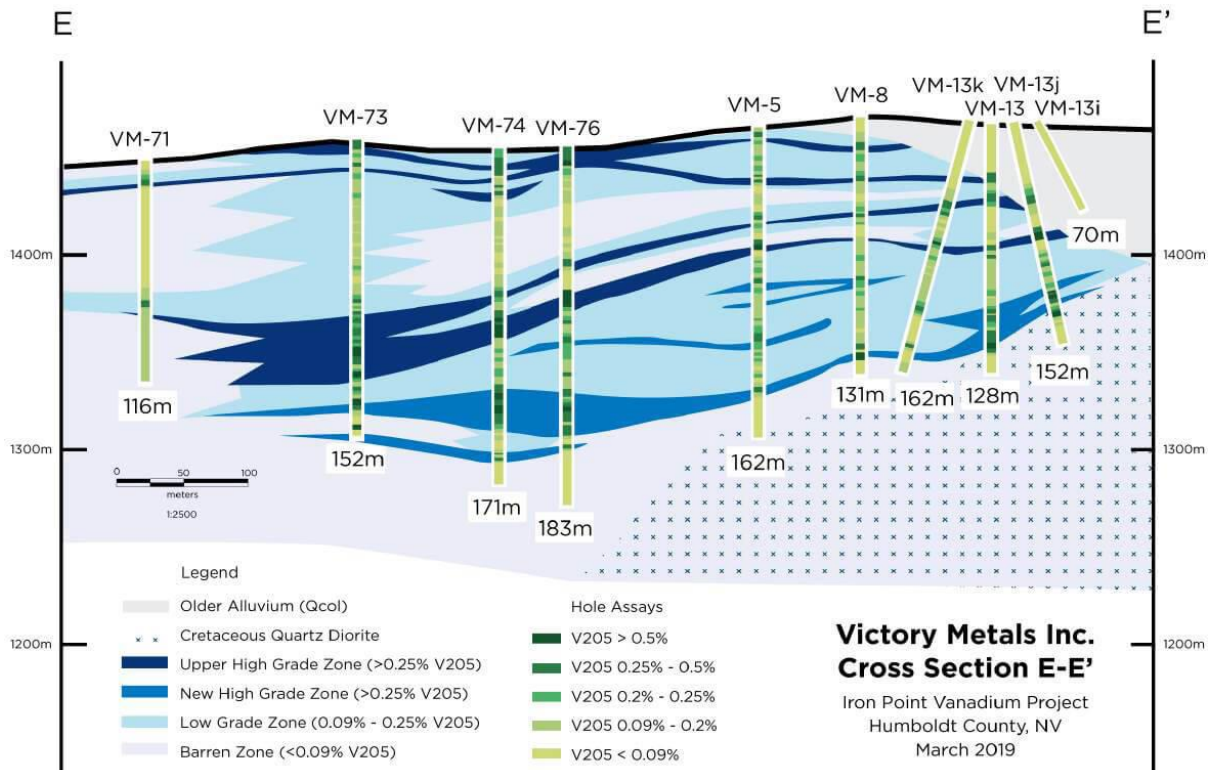 E
E'
VM-71
VM-73
VM-74
VM-76
VM-5
VM-8
VM-13k
VM-13j
VM-13
VM-13i
1400m
1400m
1300m
1300m
1200m
1200m
116m
152m
171m
183m
162m
131m
162m
128m
152m
70m
0 50 100
meters
1:2500
Legend
Older Alluvium (Qcol)
Cretaceous Quartz Diorite
Upper High Grade Zone (>0.25% V205)
New High Grade Zone (>0.25% V205)
Low Grade Zone (0.09% - 0.25% V205)
Barren Zone (<0.09% V205)
Hole Assays
V205 > 0.5%
V205 0.25% - 0.5%
V205 0.2% - 0.25%
V205 0.09% - 0.2%
V205 < 0.09%
Victory Metals Inc.
Cross Section E-E'
Iron Point Vanadium Project
Humboldt County, NV
March 2019